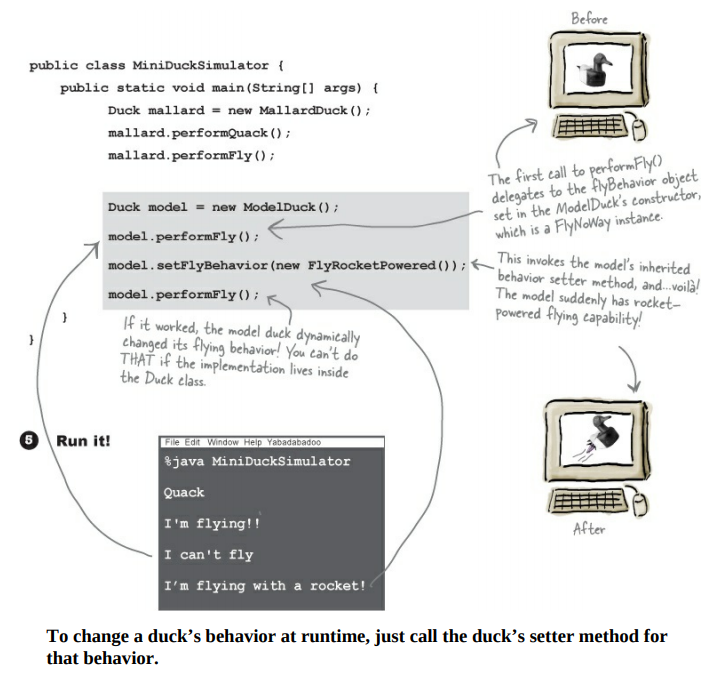 Before
public class MiniDuckSimulator {
public static void main(String[] args) {
Duck mallard = new MallardDuck();
mallard.performQuack();
mallard.performFly();
The first call to performFly()
delegates to the flyBehavior object
set in the ModelDuck's constructor,
which is a FlyNoWay instance.
Duck model = new ModelDuck();
model.performFly();
model.setFlyBehavior(new FlyRocketPowered());
model.performFly();
}
}
This invokes the model's inherited
behavior setter method, and...voilà!
The model suddenly has rocket-
powered flying capability!
If it worked, the model duck dynamically
changed its flying behavior! You can't do
THAT if the implementation lives inside
the Duck class.
5 Run it!
File Edit Window Help Yabadabadoo
%java MiniDuckSimulator
Quack
I'm flying!!
I can't fly
I’m flying with a rocket!
After
To change a duck’s behavior at runtime, just call the duck’s setter method for
that behavior.